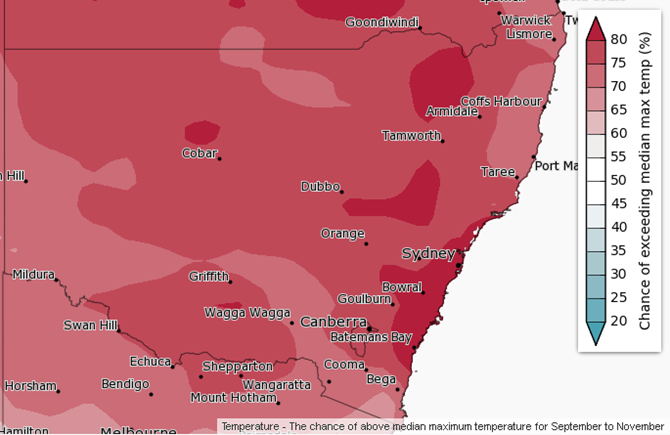 Goondiwindi
Warwick
Tw
Lismore
Coffs Harbour
Armidale
Tamworth
Cobar
Port Ma
Taree
n Hill
Dubbo
Orange
Sydney
Mildura
Griffith
Bowral
Goulburn
Wagga Wagga
Canberra
Swan Hill
Batemans Bay
Echuca
Shepparton
Cooma
Horsham
Bendigo
Wangaratta
Bega
Mount Hotham
Hamilton
Melbourne
80
75
70
65
60
55
50
45
40
35
30
25
20
Chance of exceeding median max temp (%)
Temperature - The chance of above median maximum temperature for September to November